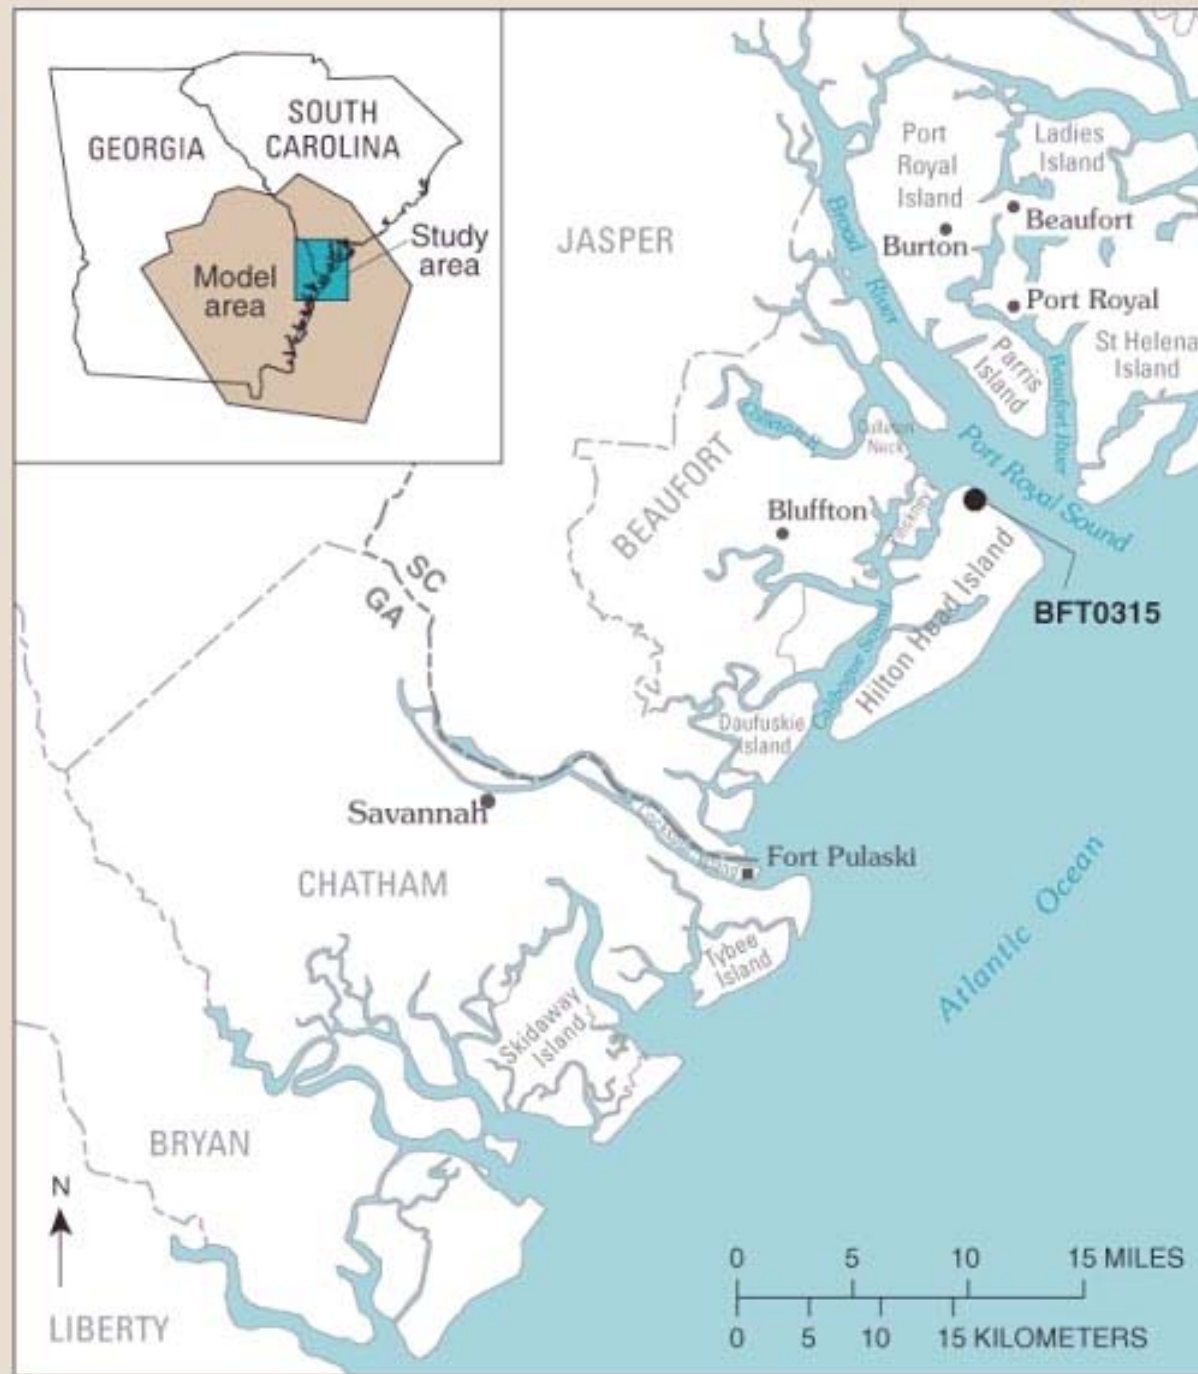 GEORGIA
SOUTH
CAROLINA
Model
area
Study
area
JASPER
Port
Royal
Island
Ladies
Island
Beaufort
Burton
Broad River
Port Royal
Parris
Island
St Helena
Island
Beaufort River
Port Royal Sound
Neck
BEAUFORT
Bluffton
Hilton Head Island
BFT0315
SC
GA
Calibogue Sound
Daufuskie
Island
Savannah
Fort Pulaski
CHATHAM
Tybee
Island
Skidaway
Island
Atlantic Ocean
BRYAN
N
LIBERTY
0 5 10 15 MILES
0 5 10 15 KILOMETERS